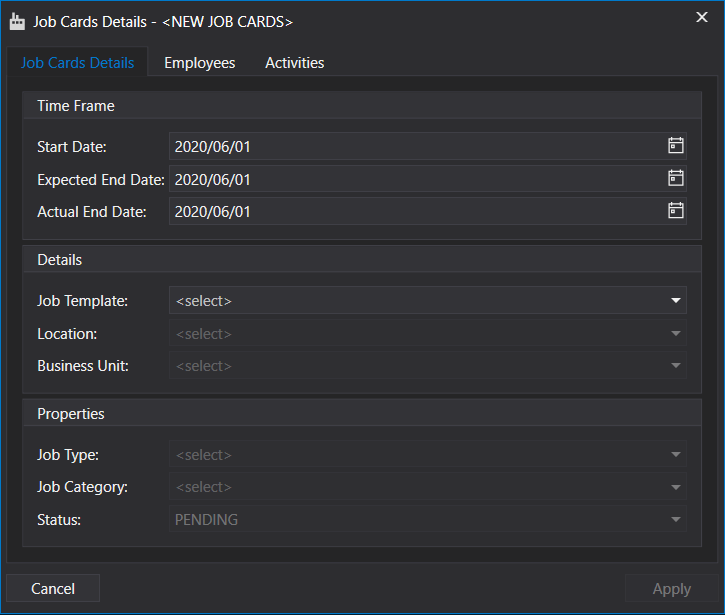 Job Cards Details - <NEW JOB CARDS>
Job Cards Details Employees Activities
Time Frame
Start Date: 2020/06/01
Expected End Date: 2020/06/01
Actual End Date: 2020/06/01
Details
Job Template: <select>
Location: <select>
Business Unit: <select>
Properties
Job Type: <select>
Job Category: <select>
Status: PENDING
Cancel Apply